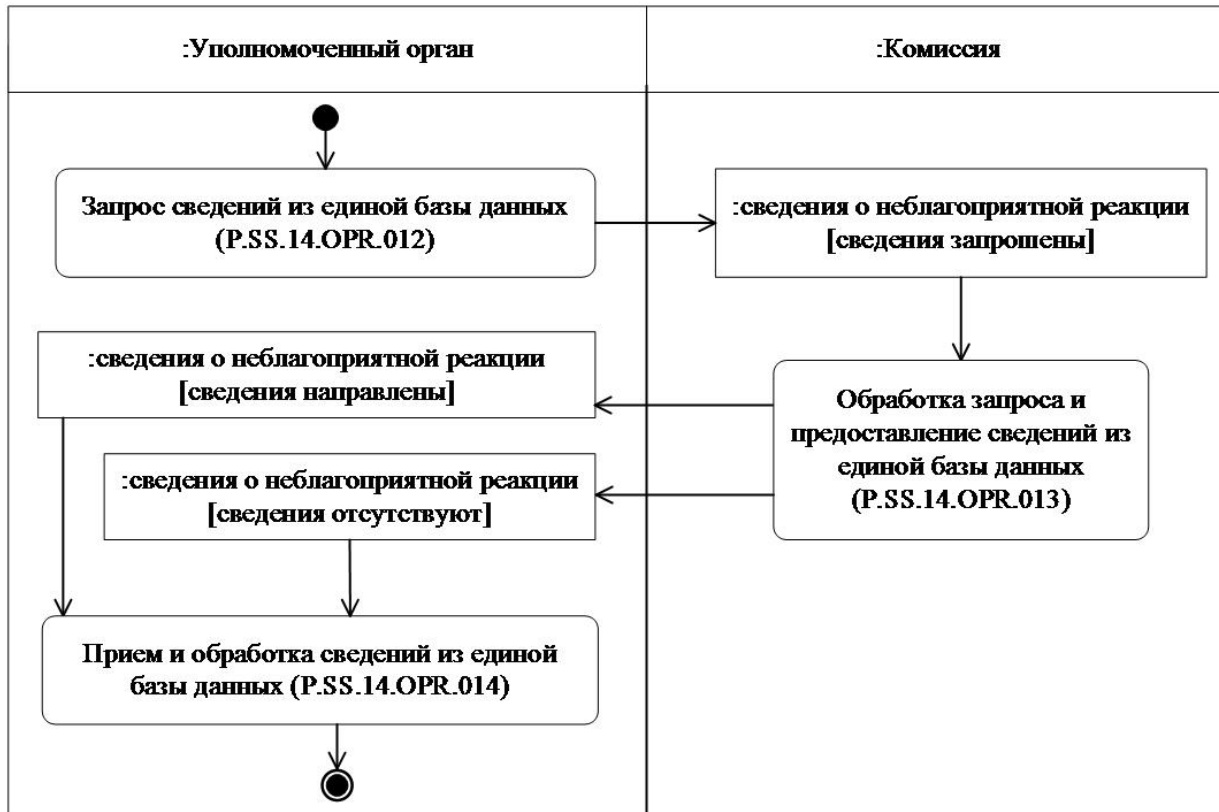 :Уполномоченный орган
:Комиссия
Запрос сведений из единой базы данных
(P.SS.14.OPR.012)
:сведения о неблагоприятной реакции
[сведения запрошены]
:сведения о неблагоприятной реакции
[сведения направлены]
Обработка запроса и
предоставление сведений из
единой базы данных
(P.SS.14.OPR.013)
:сведения о неблагоприятной реакции
[сведения отсутствуют]
Прием и обработка сведений из единой
базы данных (P.SS.14.OPR.014)